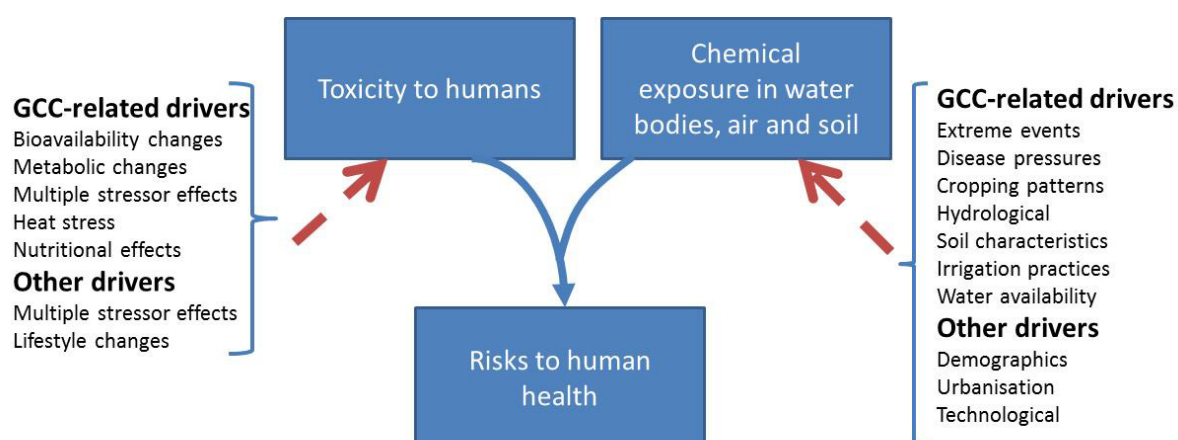 Toxicity to humans
Chemical
exposure in water
bodies, air and soil
GCC-related drivers
Bioavailability changes
Metabolic changes
Multiple stressor effects
Heat stress
Nutritional effects
Other drivers
Multiple stressor effects
Lifestyle changes
GCC-related drivers
Extreme events
Disease pressures
Cropping patterns
Hydrological
Soil characteristics
Irrigation practices
Water availability
Other drivers
Demographics
Urbanisation
Technological
Risks to human
health